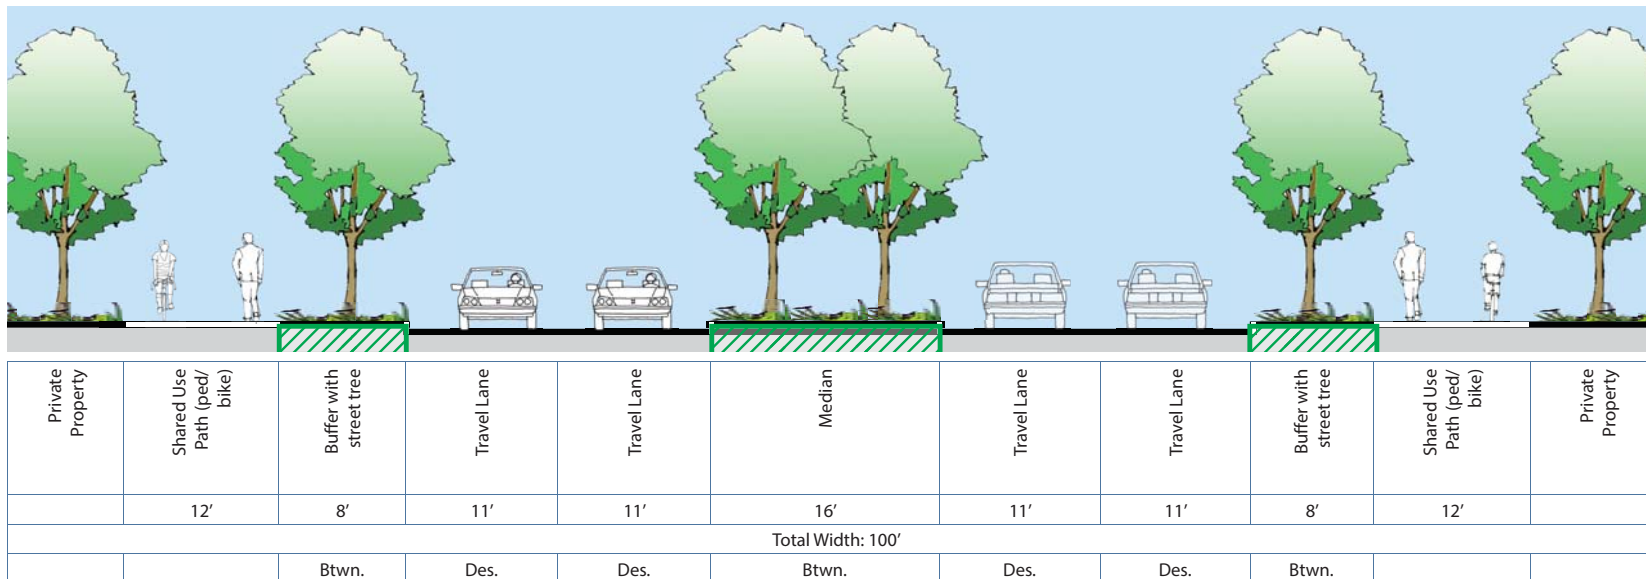 Private
Property
Shared Use
Path (ped/
bike)
Buffer with
street tree
Travel Lane
Travel Lane
Median
Travel Lane
Travel Lane
Buffer with
street tree
Shared Use
Path (ped/
bike)
Private
Property
12’ 8’ 11’ 11’ 16’ 11’ 11’ 8’ 12’
Total Width: 100’
Btwn. Des. Des. Btwn. Des. Des. Btwn.